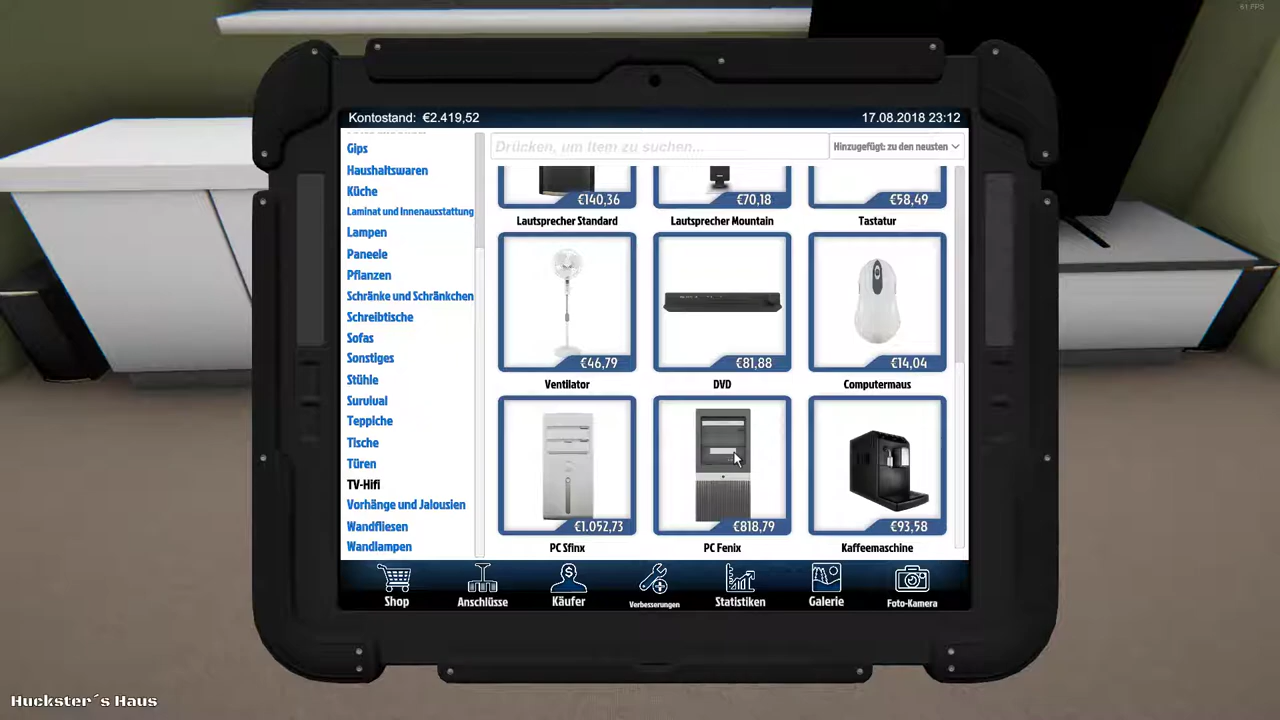 61 FPS
Kontostand: €2.419,52
17.08.2018 23:12
Gips
Haushaltswaren
Küche
Laminat und Innenausstattung
Lampen
Paneele
Pflanzen
Schränke und Schränkchen
Schreibtische
Sofas
Sonstiges
Stühle
Survival
Teppiche
Tische
Türen
TV-Hifi
Vorhänge und Jalousien
Wandfliesen
Wandlampen
Drücken, um Item zu suchen...
Hinzugefügt: zu den neusten
€140,36
€70,18
€58,49
Lautsprecher Standard
Lautsprecher Mountain
Tastatur
€46,79
€81,88
€14,04
Ventilator
DVD
Computermaus
€1.052,73
€818,79
€93,58
PC Sfinx
PC Fenix
Kaffeemaschine
Shop
Anschlüsse
Käufer
Verbesserungen
Statistiken
Galerie
Foto-Kamera
Huckster´s Haus